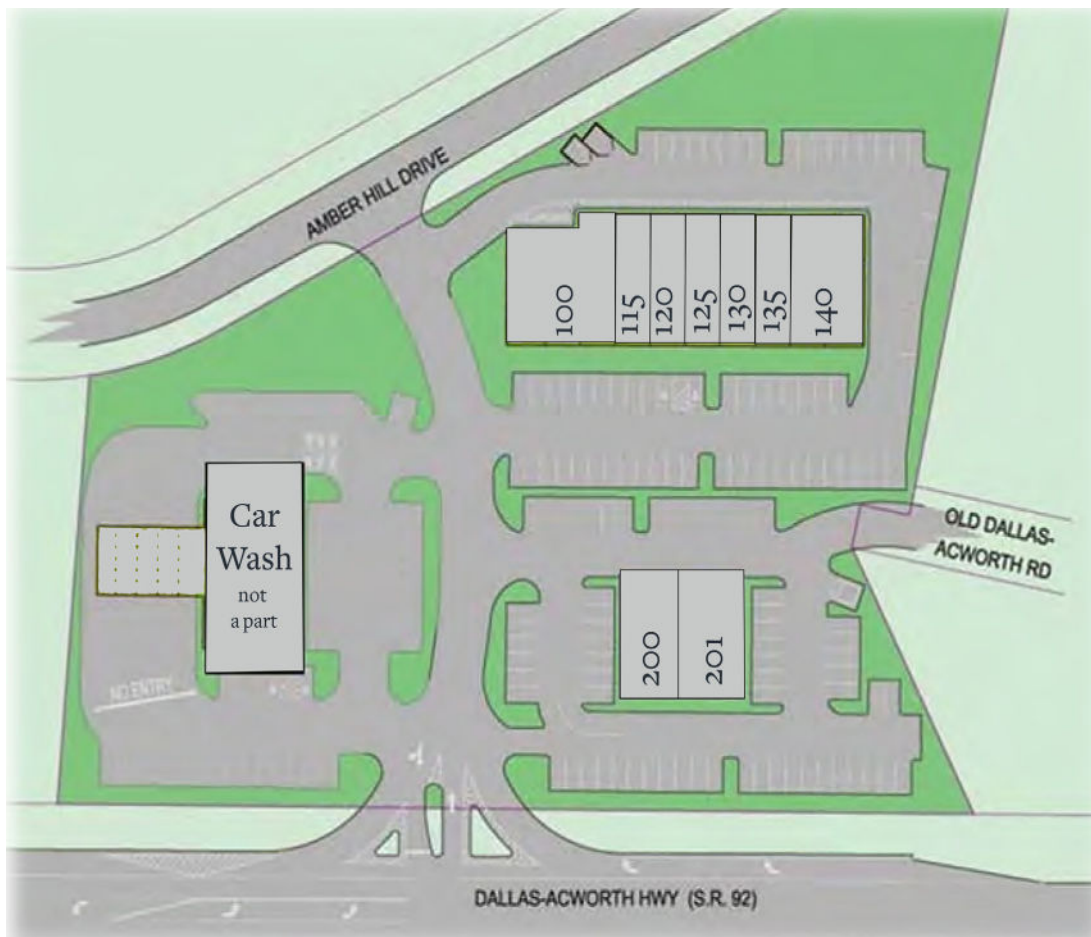 AMBER HILL DRIVE
100
115
120
125
130
135
140
Car
Wash
not
a part
OLD DALLAS-
ACWORTH RD
200
201
NO ENTRY
DALLAS-ACWORTH HWY (S.R. 92)